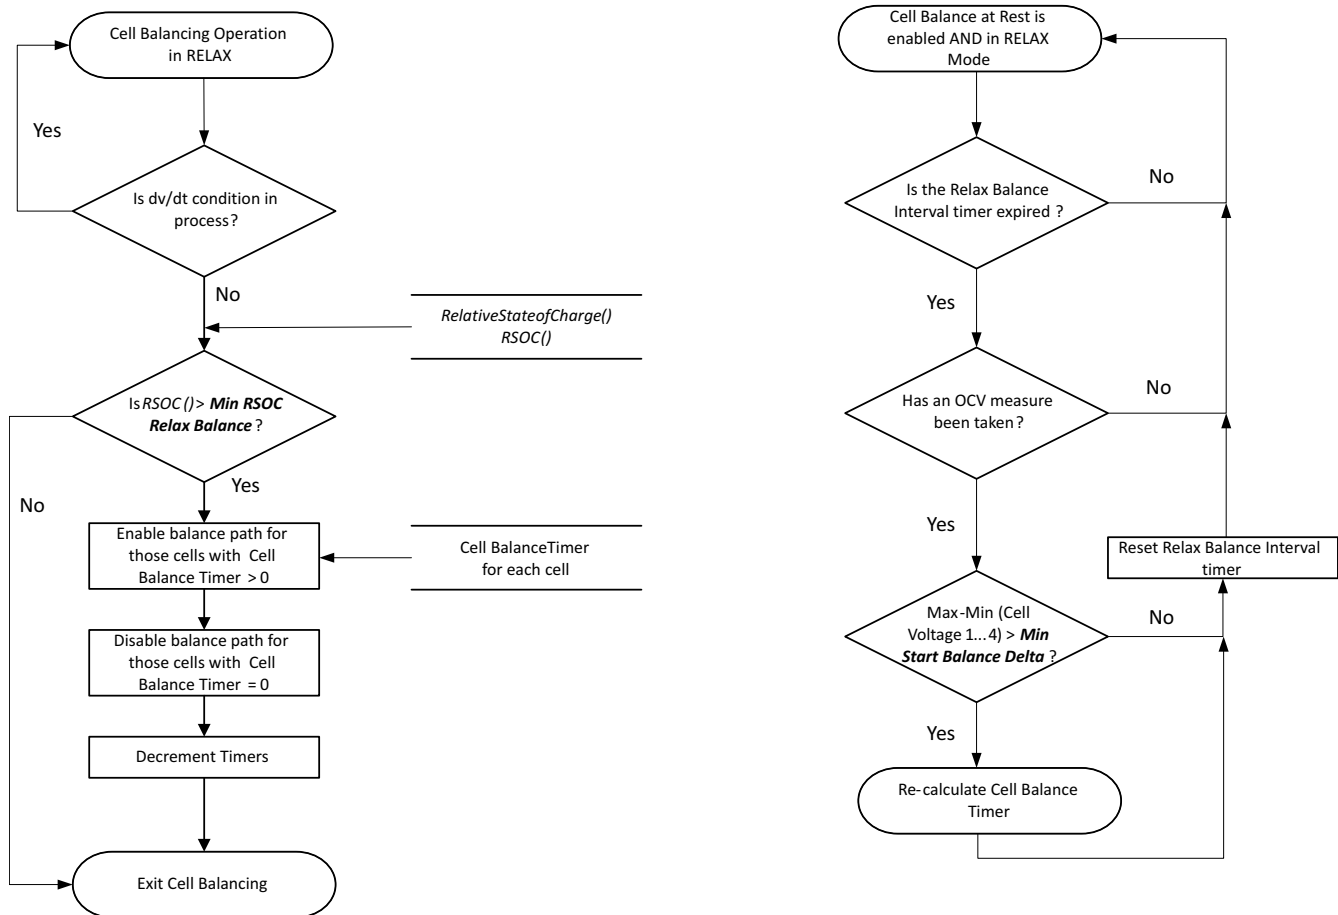 Cell Balancing Operation
in RELAX
Yes
Is dv/dt condition in
process?
No
RelativeStateofCharge()
RSOC()
Is RSOC() > Min RSOC
Relax Balance ?
No
Yes
Enable balance path for
those cells with Cell
Balance Timer > 0
Cell BalanceTimer
for each cell
Disable balance path for
those cells with Cell
Balance Timer = 0
Decrement Timers
Exit Cell Balancing
Cell Balance at Rest is
enabled AND in RELAX
Mode
Is the Relax Balance
Interval timer expired ?
No
Yes
Has an OCV measure
been taken?
No
Yes
Reset Relax Balance Interval
timer
Max-Min (Cell
Voltage 1...4) > Min
Start Balance Delta ?
No
Yes
Re-calculate Cell Balance
Timer